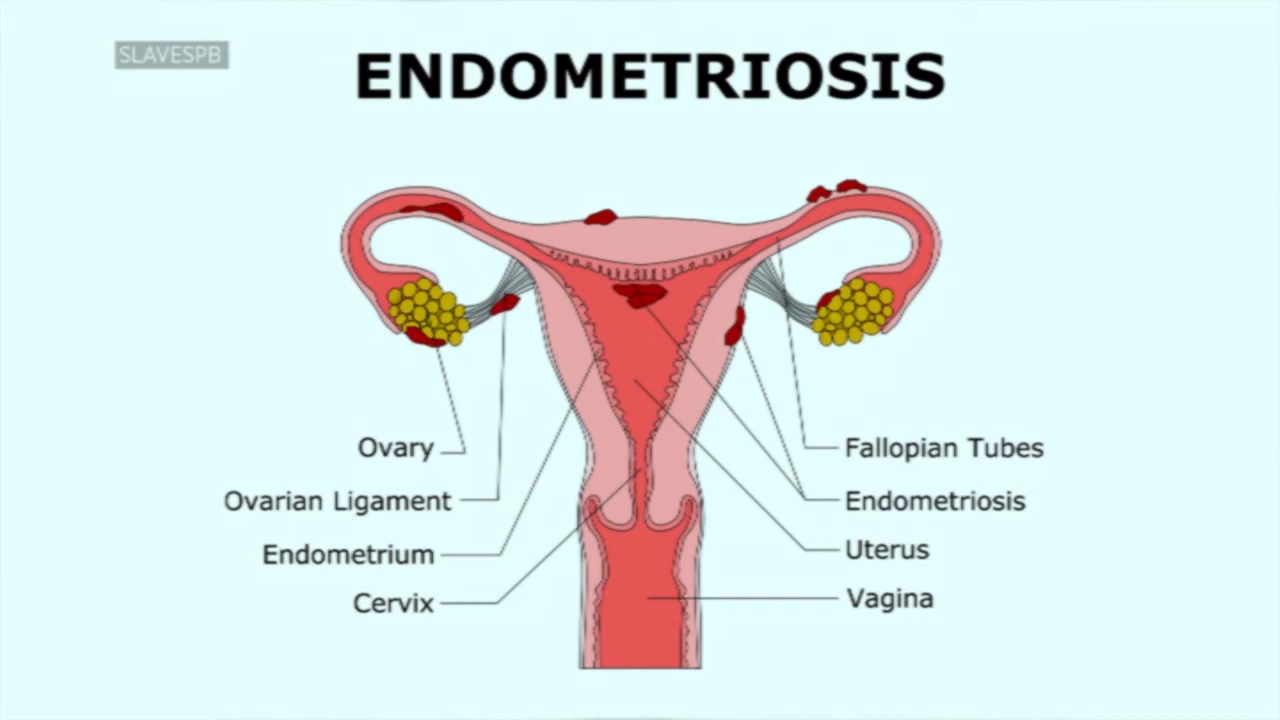 SLAVESPB
ENDOMETRIOSIS
Ovary
Ovarian Ligament
Endometrium
Cervix
Fallopian Tubes
Endometriosis
Uterus
Vagina